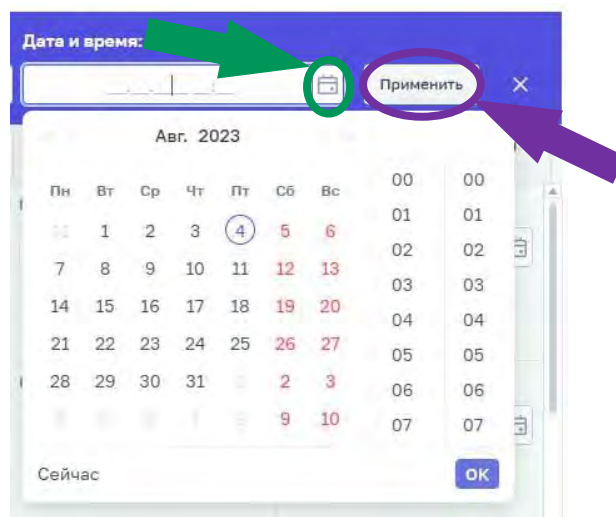 Дата и время:
Применить
Авг. 2023
Пн Вт Ср Чт Пт Сб Вс
31 1 2 3 4 5 6
7 8 9 10 11 12 13
14 15 16 17 18 19 20
21 22 23 24 25 26 27
28 29 30 31 2 3
9 10
00 00
01 01
02 02
03 03
04 04
05 05
06 06
07 07
Сейчас
ОК